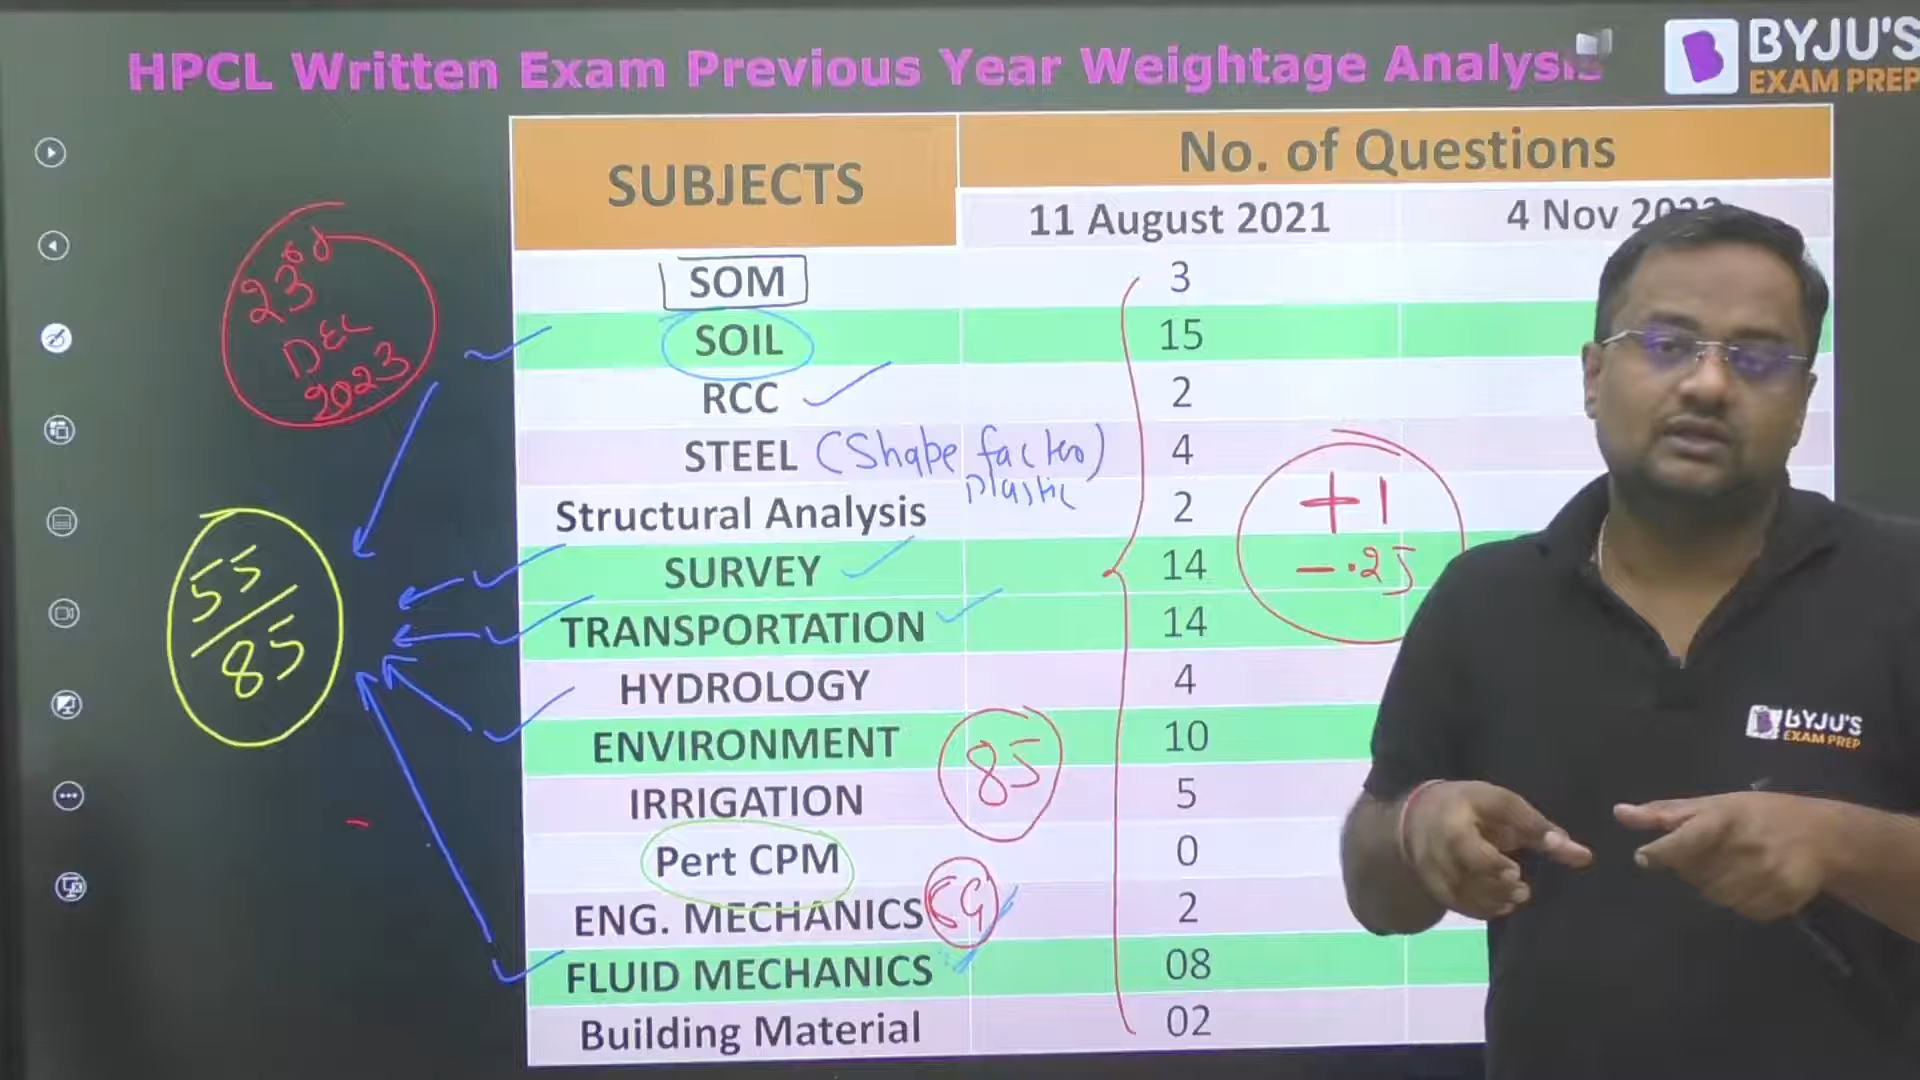 HPCL Written Exam Previous Year Weightage Analysis
BYJU'S
EXAM PREP
SUBJECTS
No. of Questions
11 August 2021
4 Nov
SOM 3
SOIL 15
RCC 2
STEEL (Shape factor) 4
Plastic
Structural Analysis 2
SURVEY 14
TRANSPORTATION 14
HYDROLOGY 4
ENVIRONMENT 10
IRRIGATION 5
Pert CPM 0
ENG. MECHANICS 2
FLUID MECHANICS 08
Building Material 02
23rd
DEC
2023
55
85
+1
-.25
85
CG
BYJU'S
EXAM PREP